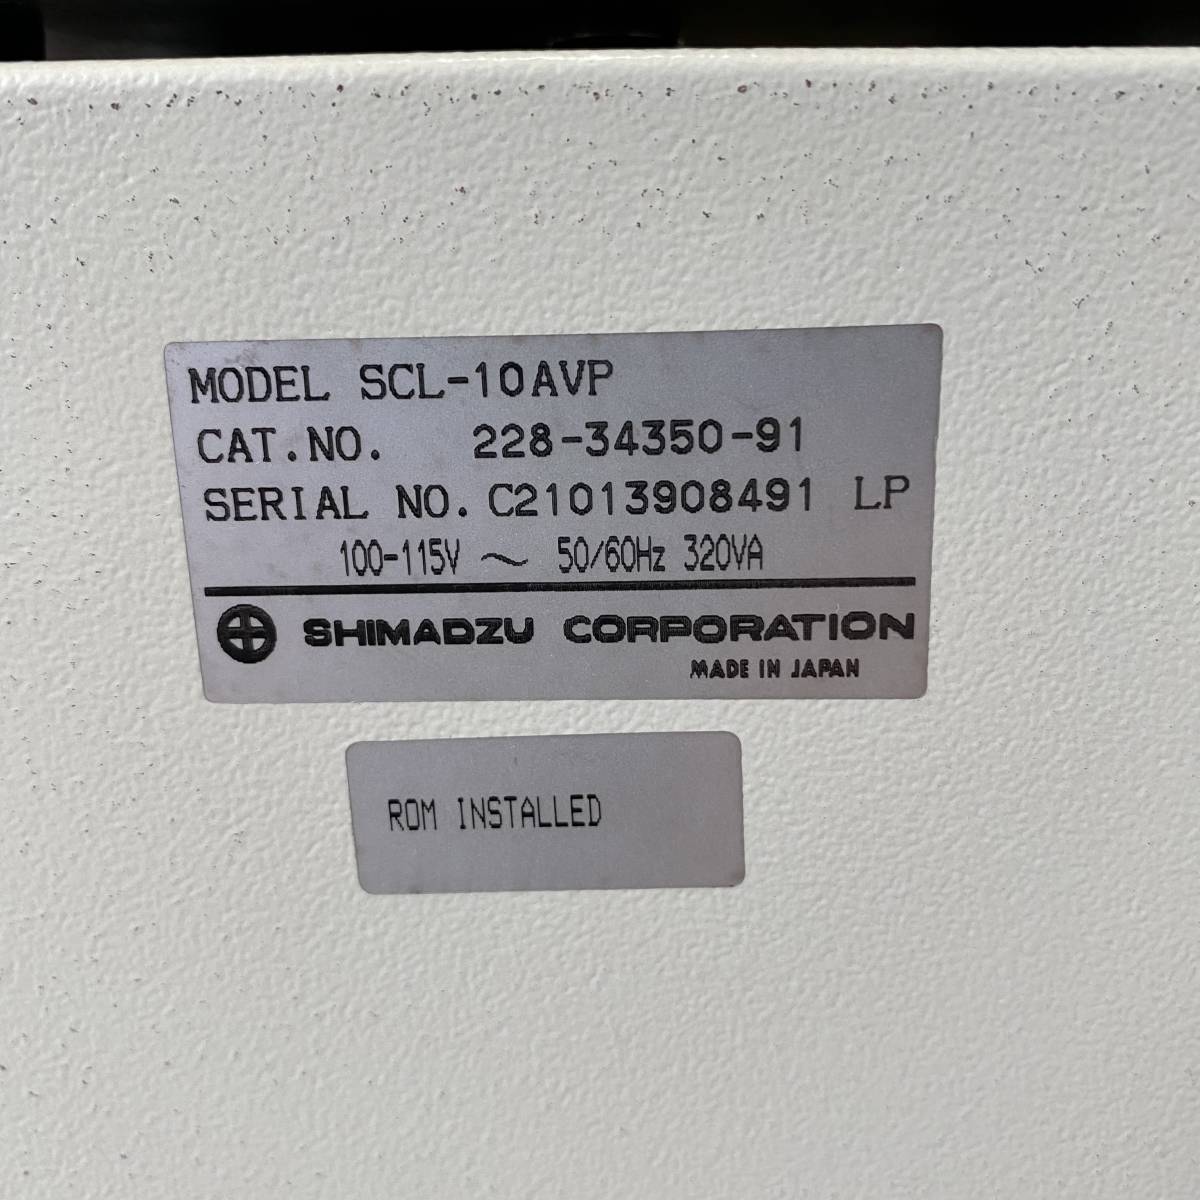 MODEL SCL-10AVP
CAT.NO. 228-34350-91
SERIAL NO. C21013908491 LP
100-115V ~ 50/60Hz 320VA
SHIMADZU CORPORATION
MADE IN JAPAN
ROM INSTALLED